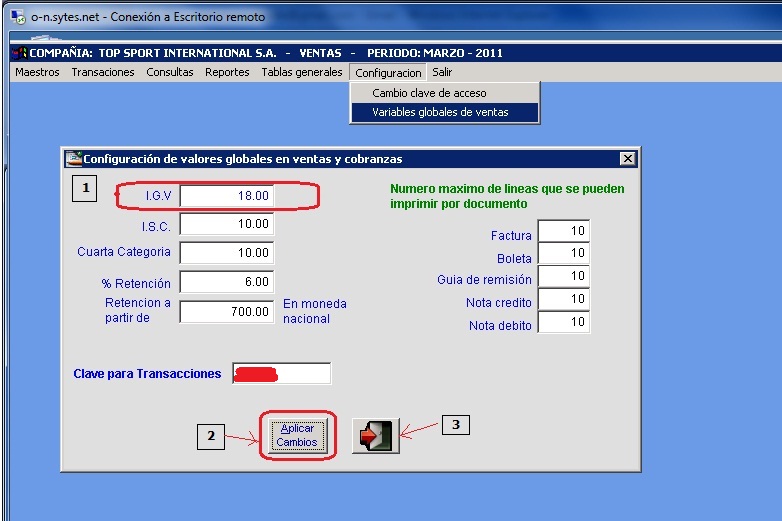 o-n.sytes.net - Conexión a Escritorio remoto
COMPAÑIA: TOP SPORT INTERNATIONAL S.A. - VENTAS - PERIODO: MARZO - 2011
Maestros Transacciones Consultas Reportes Tablas generales Configuracion Salir
Cambio clave de acceso
Variables globales de ventas
Configuración de valores globales en ventas y cobranzas
1
I.G.V 18.00
I.S.C. 10.00
Cuarta Categoria 10.00
% Retención 6.00
Retencion a
partir de
700.00
En moneda
nacional
Numero maximo de lineas que se pueden
imprimir por documento
Factura 10
Boleta 10
Guia de remisión 10
Nota credito 10
Nota debito 10
Clave para Transacciones
2
Aplicar
Cambios
3